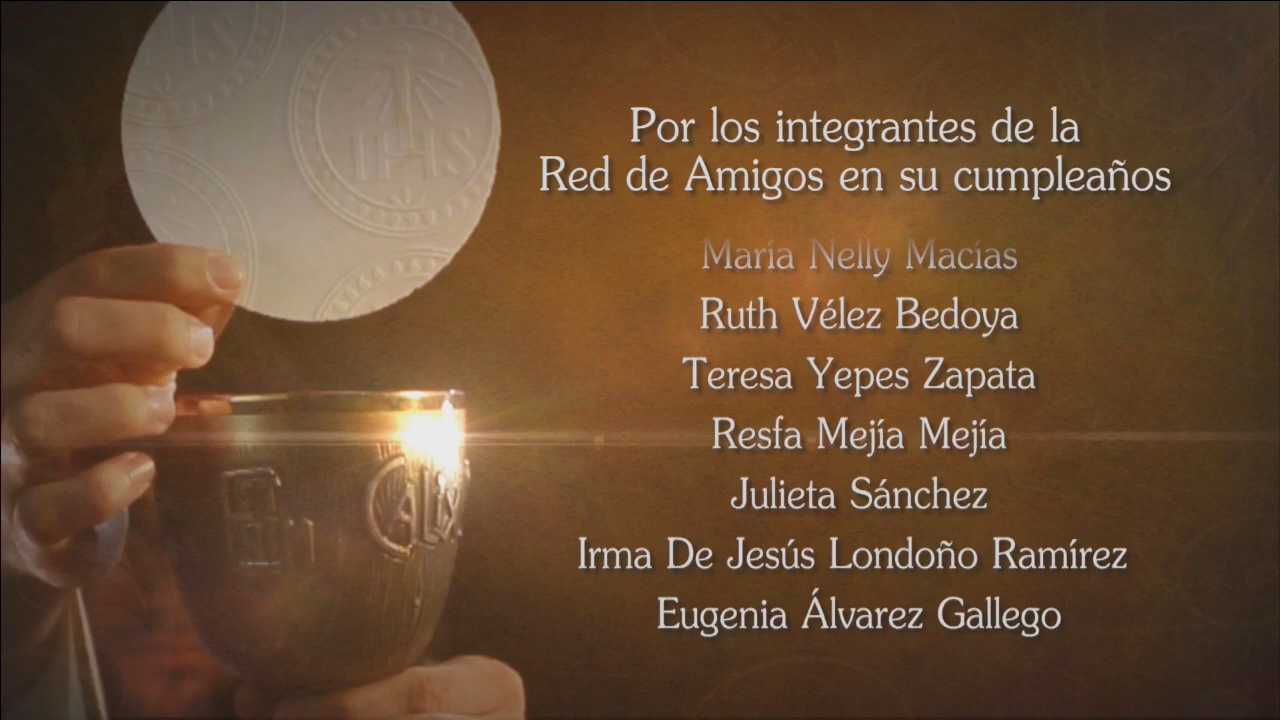 IHS
Por los integrantes de la
Red de Amigos en su cumpleaños
María Nelly Macías
Ruth Vélez Bedoya
Teresa Yepes Zapata
Resfa Mejía Mejía
Julieta Sánchez
Irma De Jesús Londoño Ramírez
Eugenia Álvarez Gallego